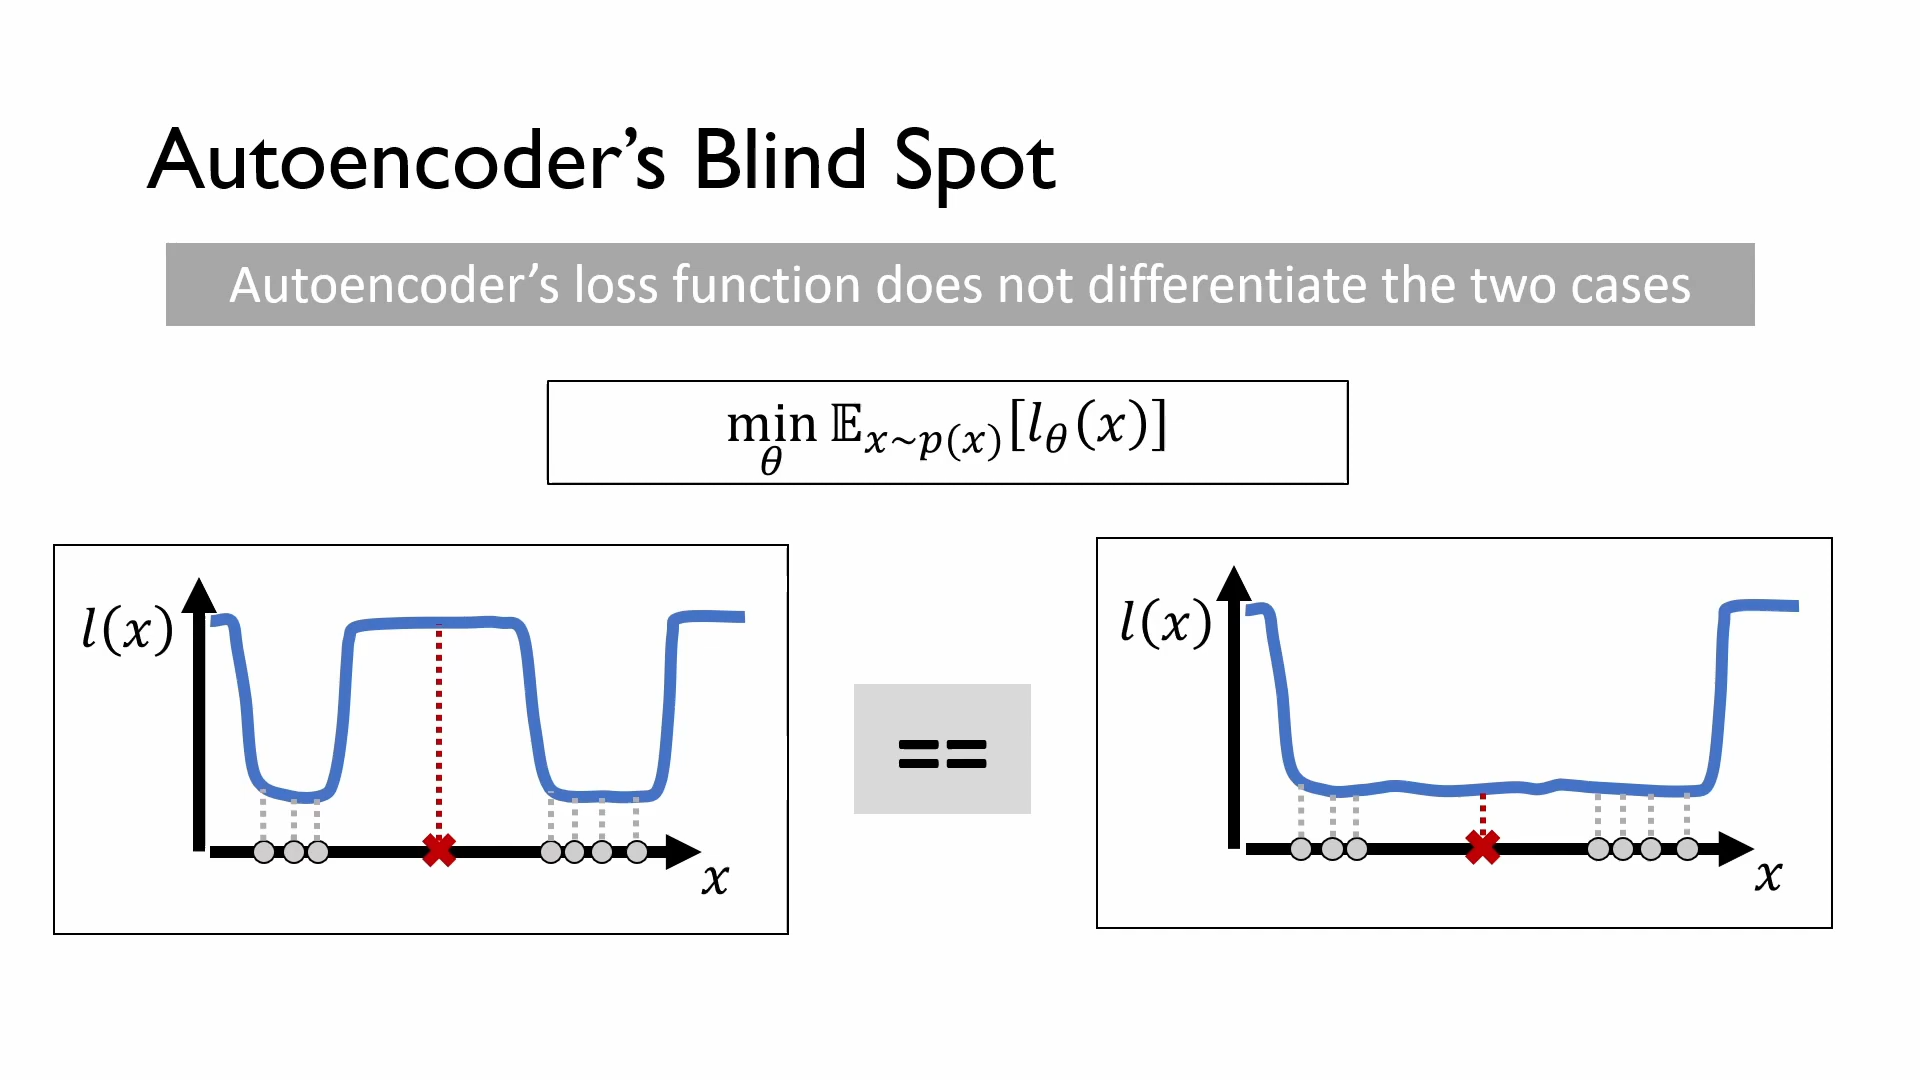 Autoencoder’s Blind Spot
Autoencoder’s loss function does not differentiate the two cases
min_θ 𝔼_{x~p(x)}[l_θ(x)]
l(x)
x
==
l(x)
x